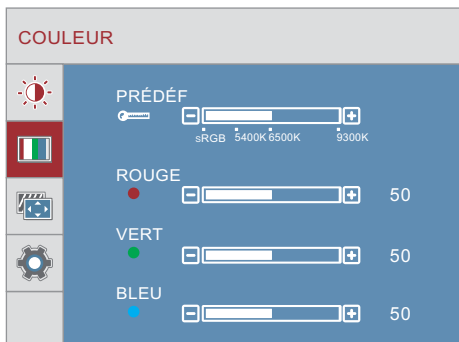 COULEUR
PRÉDÉF
sRGB 5400K 6500K 9300K
ROUGE
50
VERT
50
BLEU
50